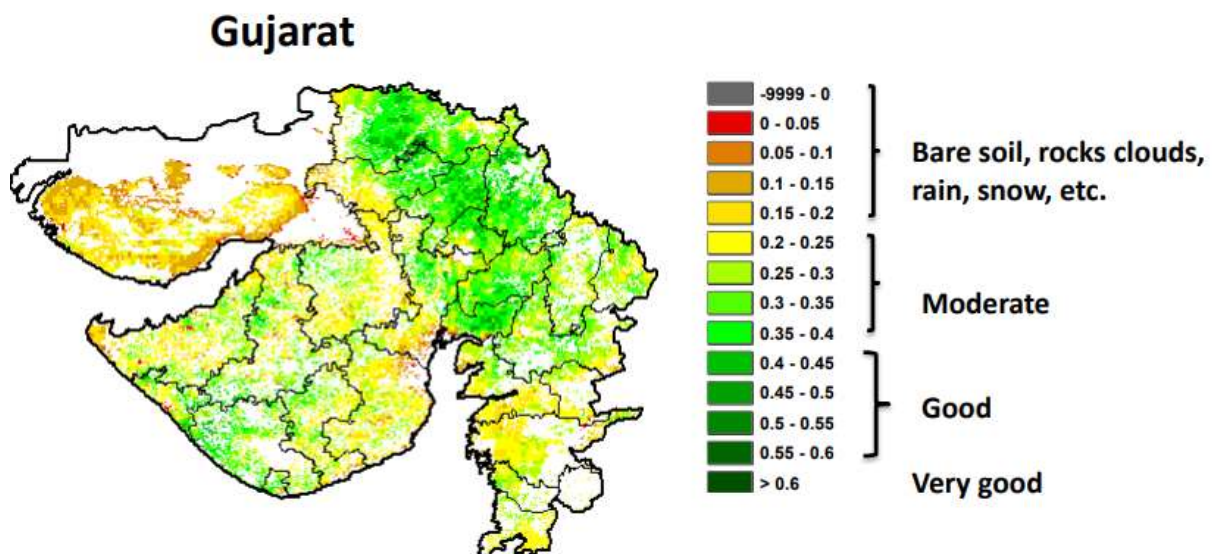 Gujarat
-9999 - 0
0 - 0.05
0.05 - 0.1
0.1 - 0.15
0.15 - 0.2
Bare soil, rocks clouds,
rain, snow, etc.
0.2 - 0.25
0.25 - 0.3
0.3 - 0.35
0.35 - 0.4
Moderate
0.4 - 0.45
0.45 - 0.5
0.5 - 0.55
0.55 - 0.6
Good
> 0.6
Very good